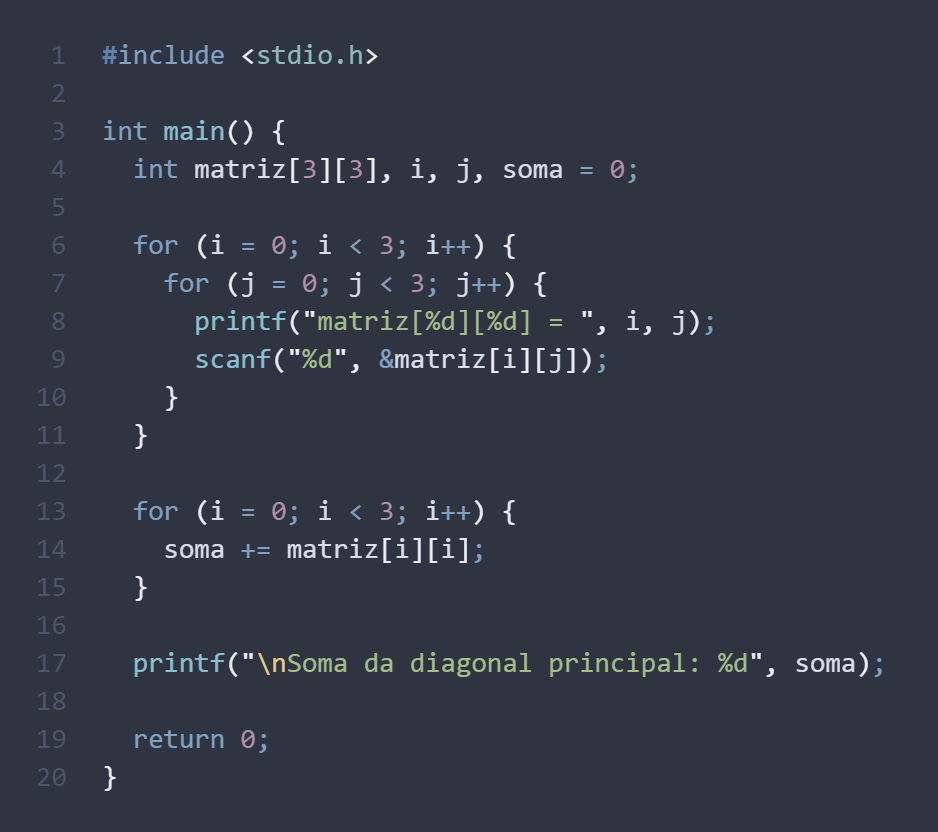 1 #include <stdio.h>
2
3 int main() {
4   int matriz[3][3], i, j, soma = 0;
5
6   for (i = 0; i < 3; i++) {
7     for (j = 0; j < 3; j++) {
8       printf("matriz[%d][%d] = ", i, j);
9       scanf("%d", &matriz[i][j]);
10     }
11   }
12
13   for (i = 0; i < 3; i++) {
14     soma += matriz[i][i];
15   }
16
17   printf("\nSoma da diagonal principal: %d", soma);
18
19   return 0;
20 }